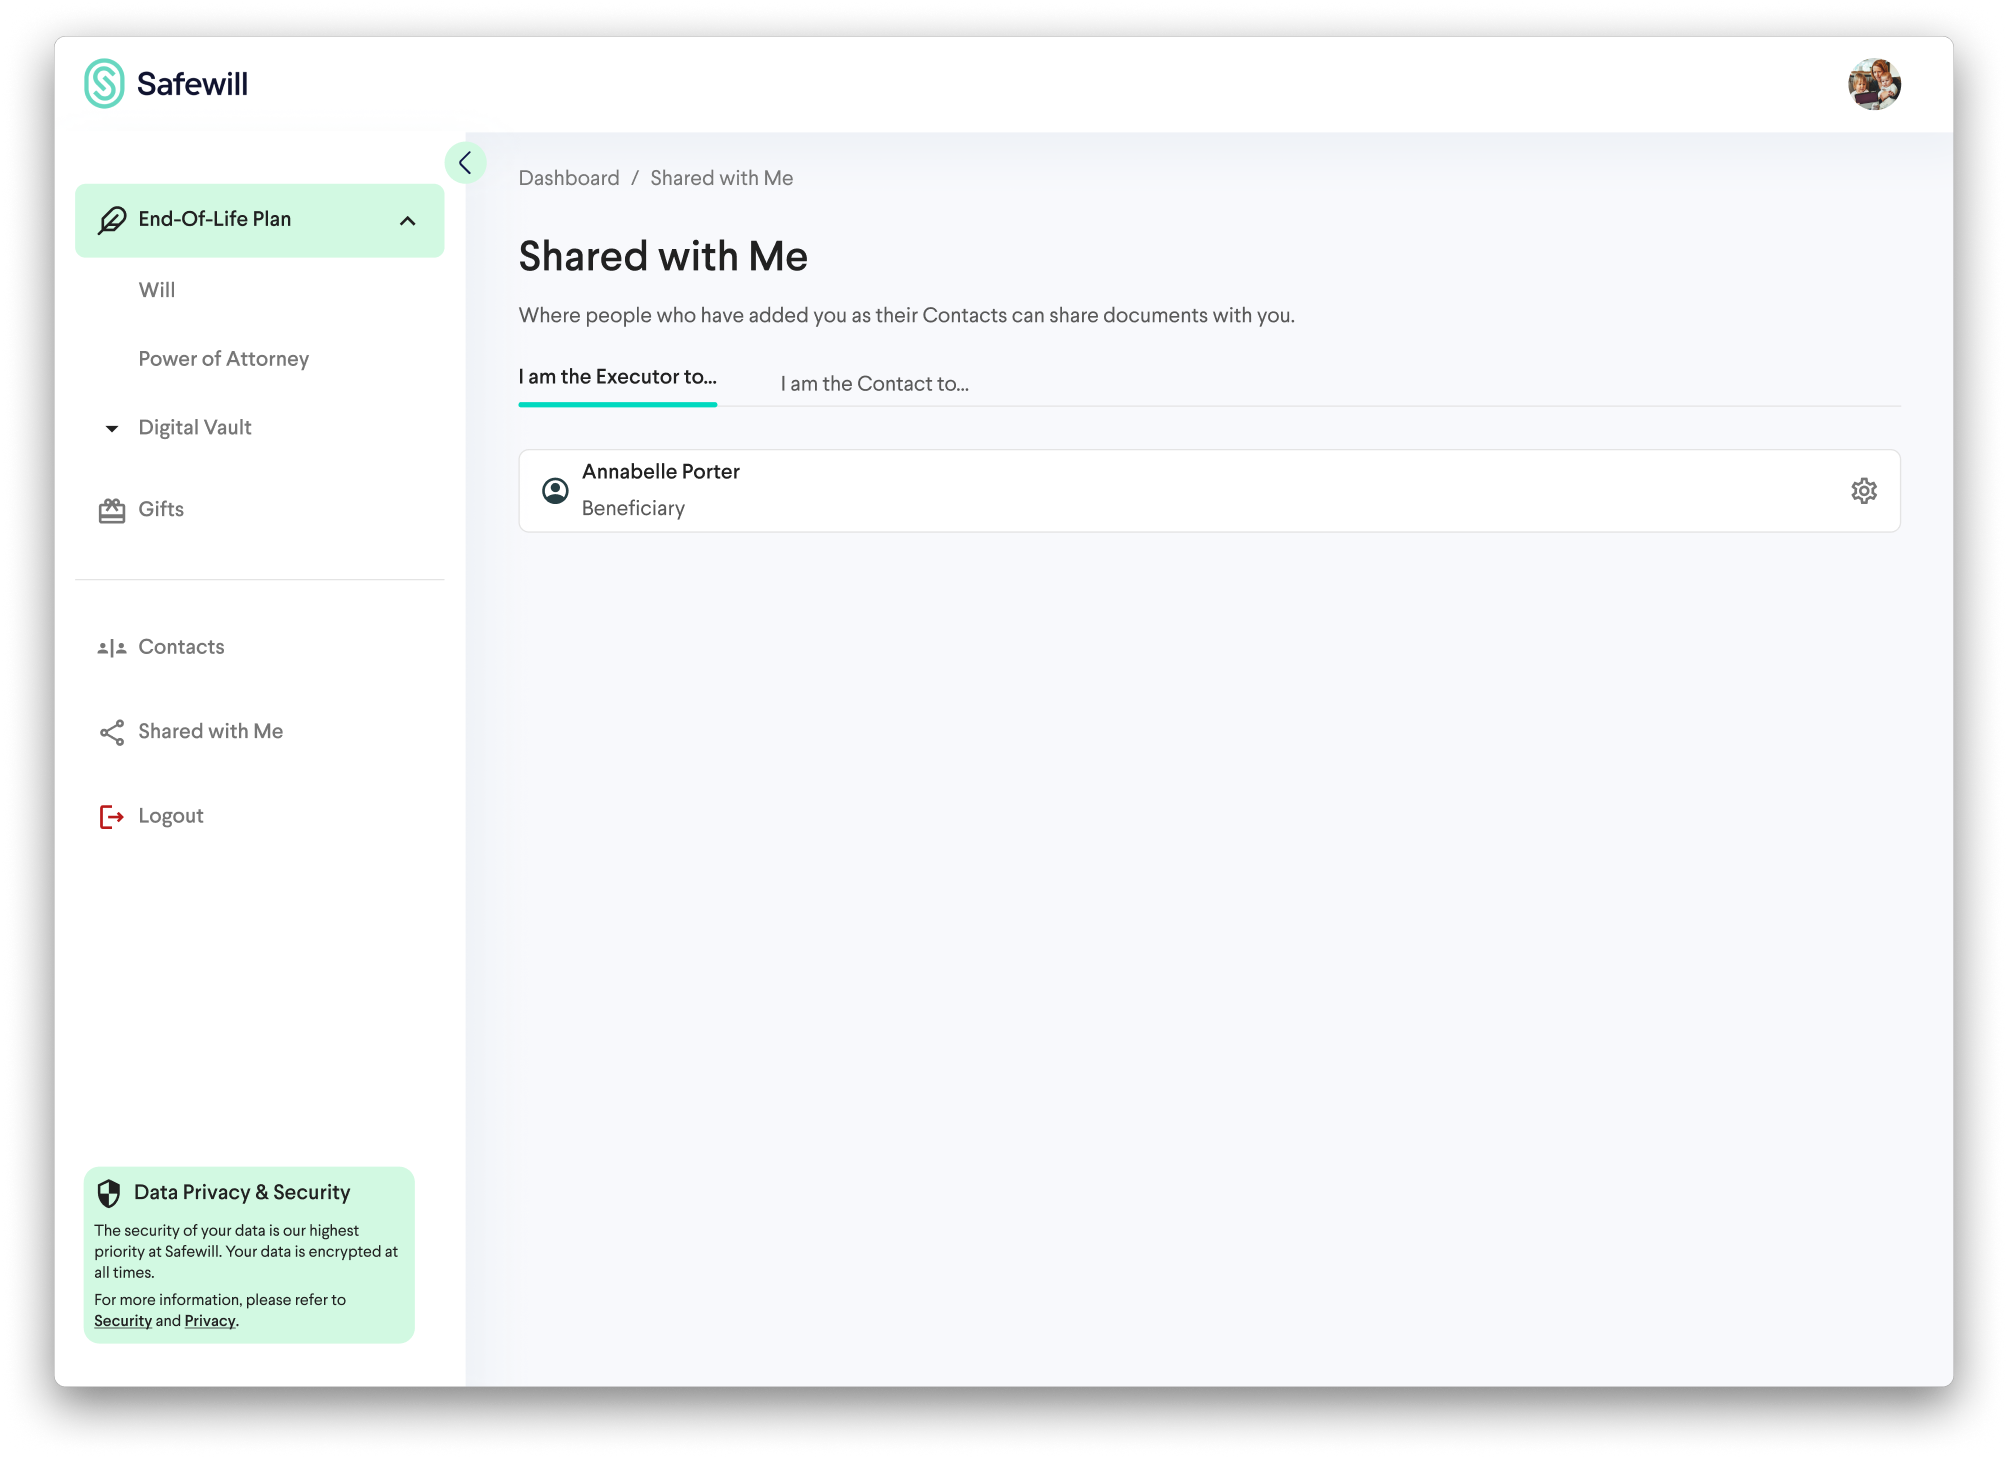 Safewill
End-Of-Life Plan
Will
Power of Attorney
Digital Vault
Gifts
Contacts
Shared with Me
Logout
Data Privacy & Security
The security of your data is our highest
priority at Safewill. Your data is encrypted at
all times.
For more information, please refer to
Security and Privacy.
Dashboard / Shared with Me
Shared with Me
Where people who have added you as their Contacts can share documents with you.
I am the Executor to...
I am the Contact to...
Annabelle Porter
Beneficiary